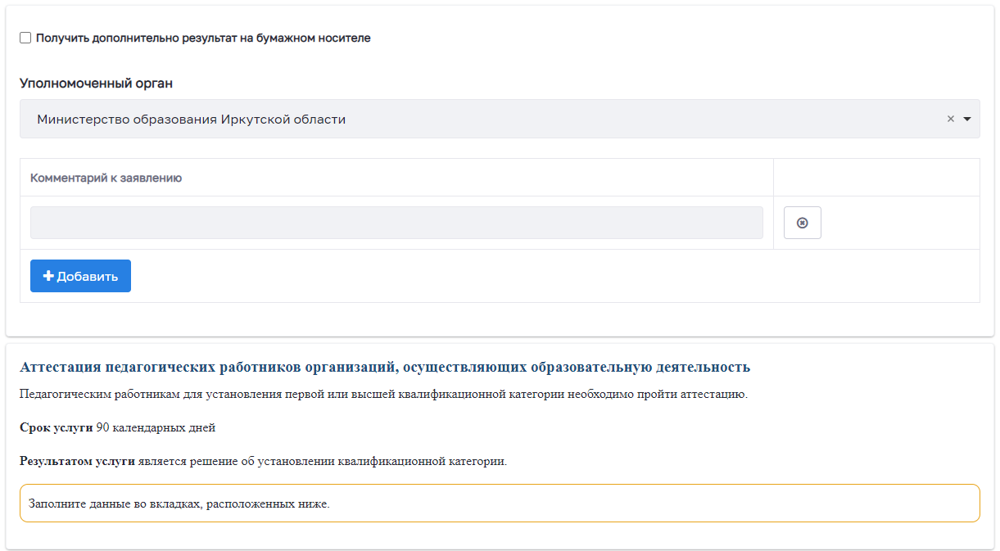 Получить дополнительно результат на бумажном носителе
Уполномоченный орган
Министерство образования Иркутской области
Комментарий к заявлению
Добавить
Аттестация педагогических работников организаций, осуществляющих образовательную деятельность
Педагогическим работникам для установления первой или высшей квалификационной категории необходимо пройти аттестацию.
Срок услуги 90 календарных дней
Результатом услуги является решение об установлении квалификационной категории.
Заполните данные во вкладках, расположенных ниже.